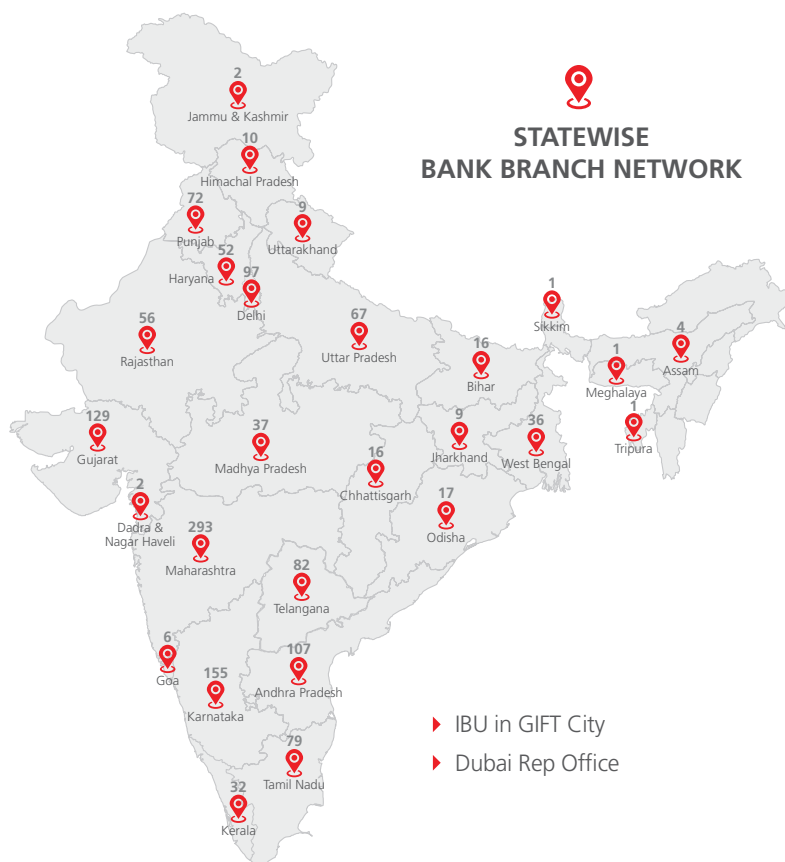 STATEWISE
BANK BRANCH NETWORK
2
Jammu & Kashmir
10
Himachal Pradesh
72
Punjab
9
Uttarakhand
52
Haryana
97
Delhi
56
Rajasthan
67
Uttar Pradesh
16
Bihar
1
Sikkim
1
Meghalaya
4
Assam
1
Tripura
129
Gujarat
37
Madhya Pradesh
16
Chhattisgarh
9
Jharkhand
36
West Bengal
17
Odisha
2
Dadra &
Nagar Haveli
293
Maharashtra
82
Telangana
6
Goa
155
Karnataka
107
Andhra Pradesh
79
Tamil Nadu
32
Kerala
IBU in GIFT City
Dubai Rep Office